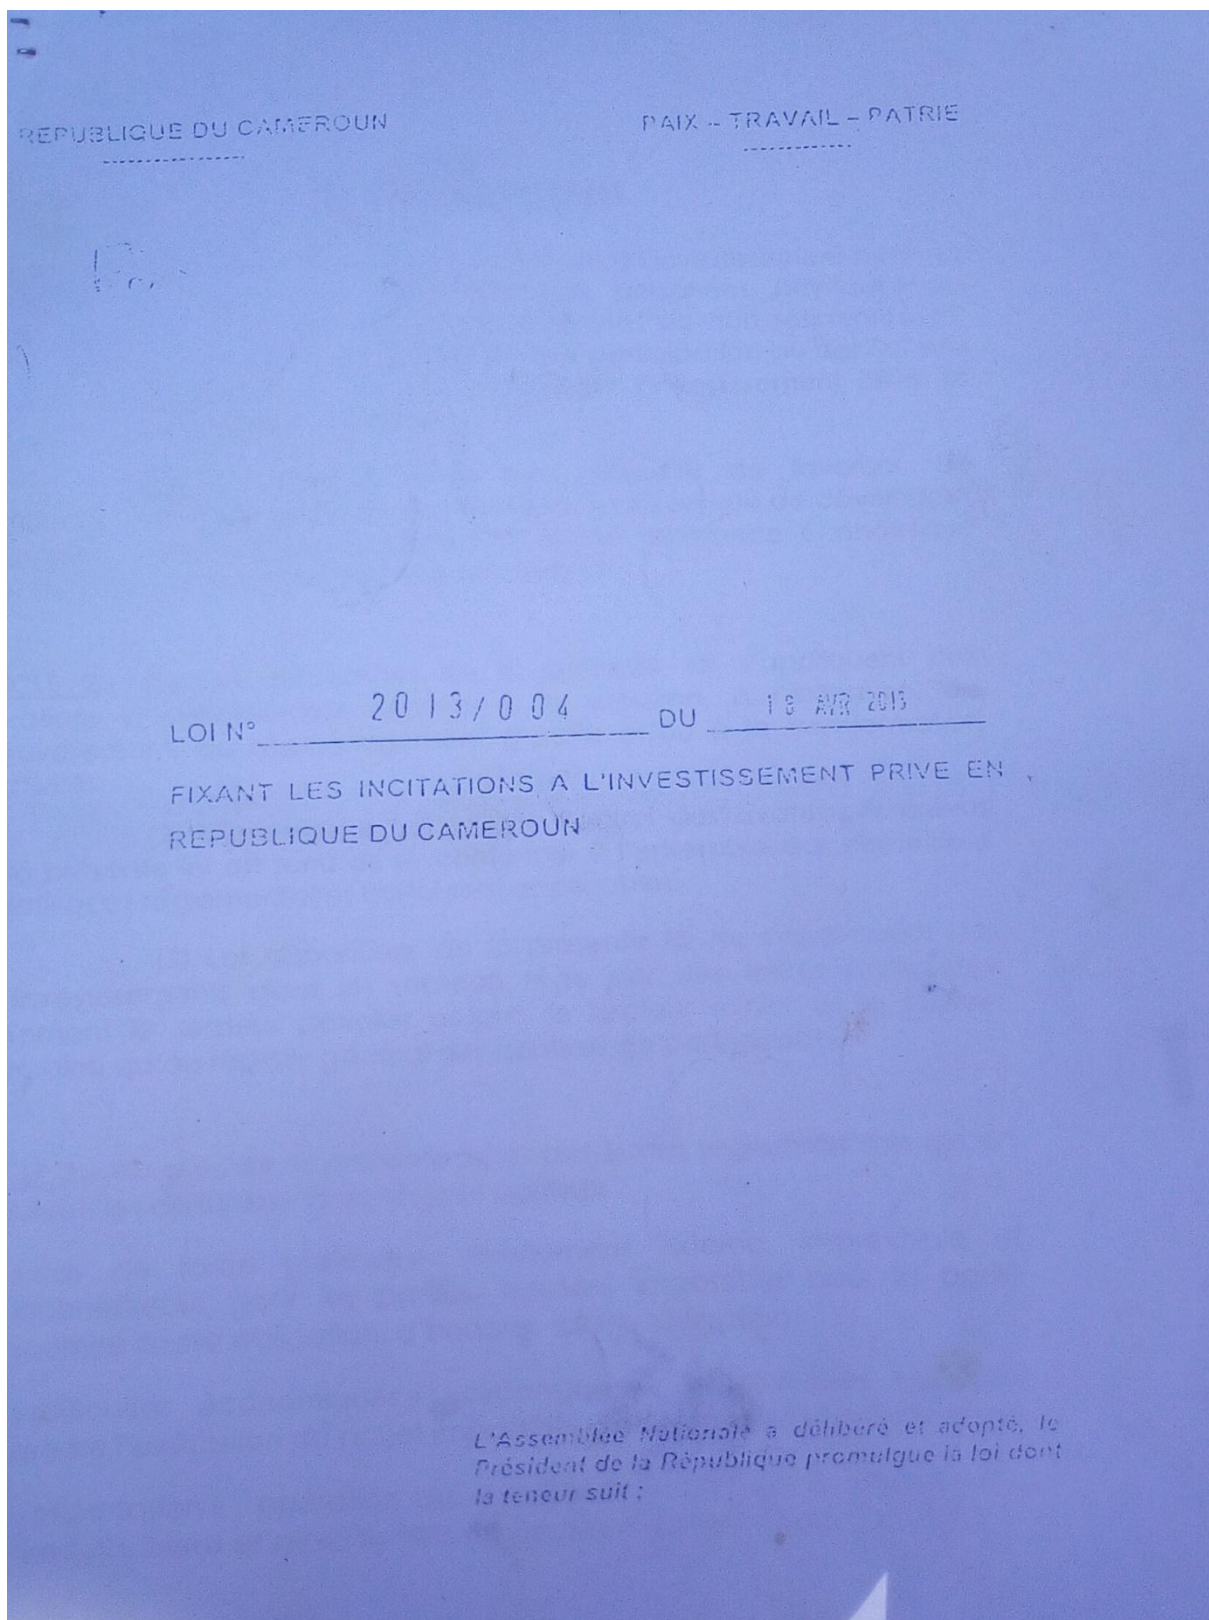 REPUBLIQUE DU CAMEROUN
PAIX – TRAVAIL – PATRIE
LOI N° 2013/004 DU 18 AVR 2013
FIXANT LES INCITATIONS A L'INVESTISSEMENT PRIVE EN
REPUBLIQUE DU CAMEROUN
L'Assemblée Nationale a délibéré et adopté, le
Président de la République promulgue la loi dont
la teneur suit :